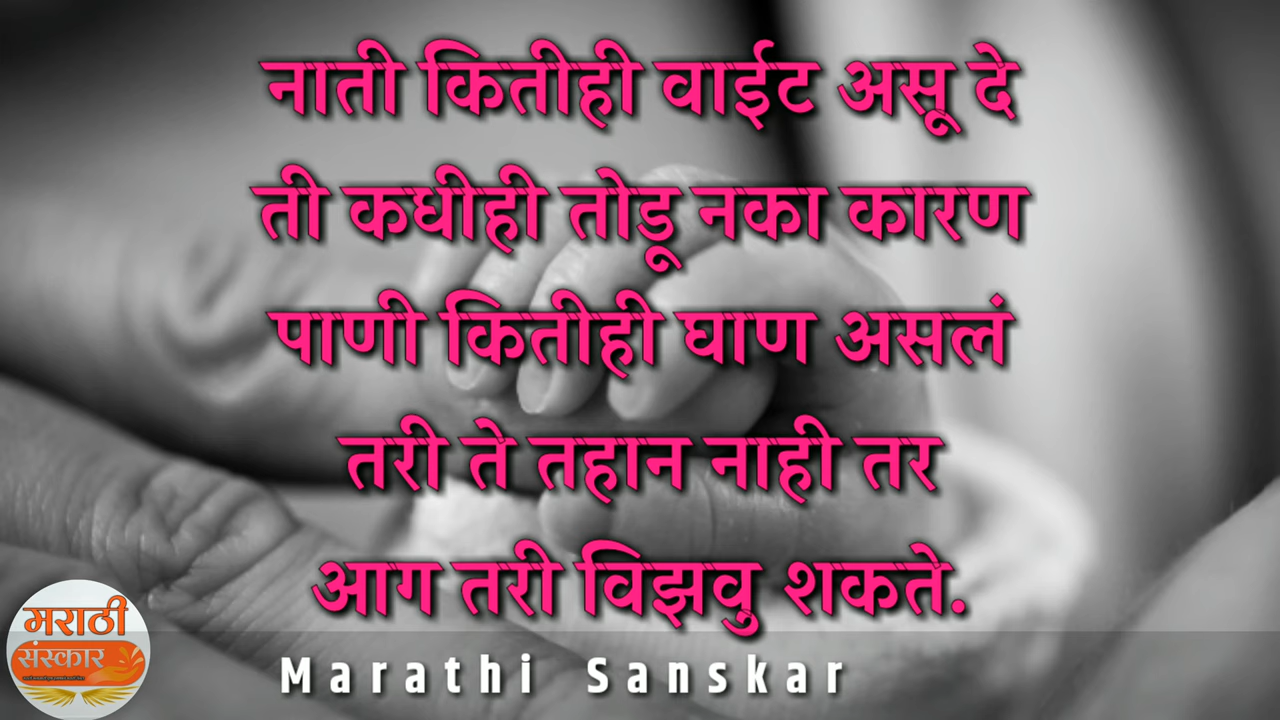 नाती कितीही वाईट असू दे
ती कधीही तोडू नका कारण
पाणी कितीही घाण असलं
तरी ते तहान नाही तर
आग तरी विझवु शकते.
मराठी
संस्कार
Marathi Sanskar